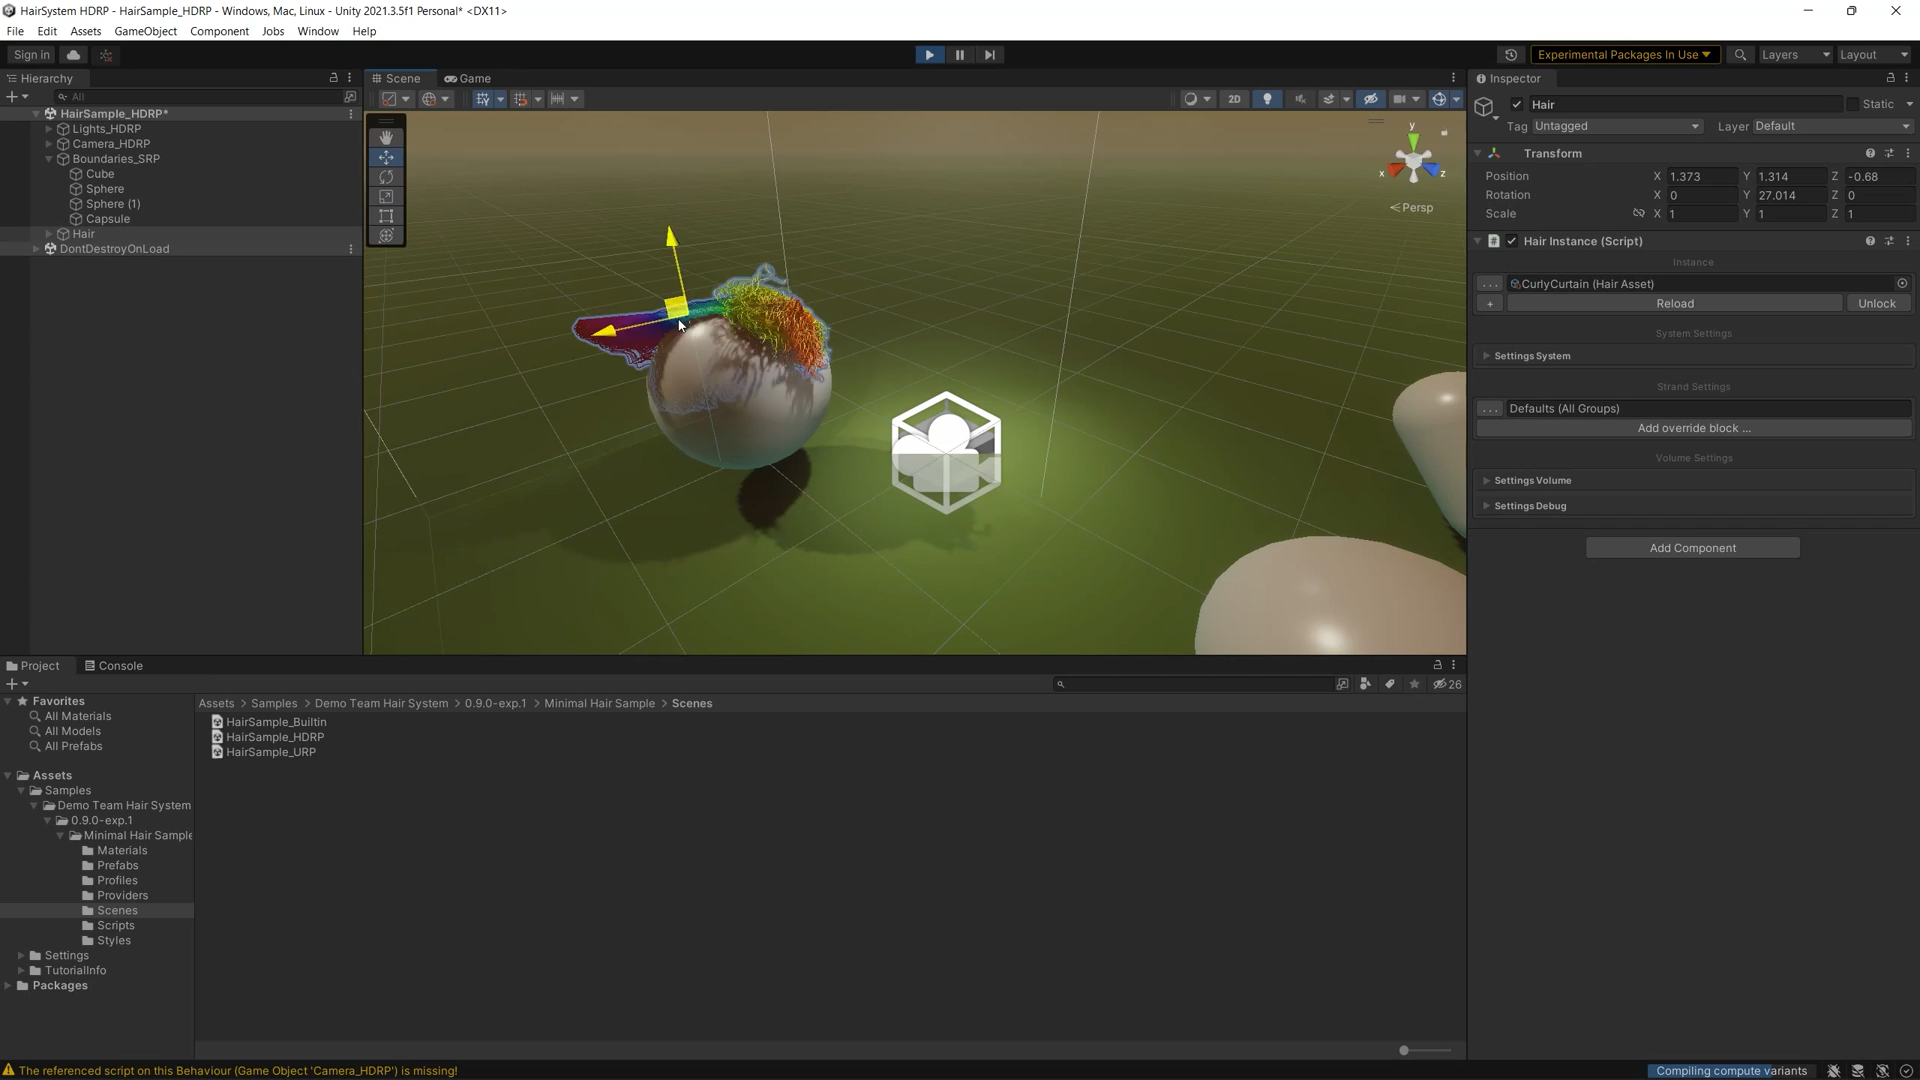 HairSystem HDRP - HairSample_HDRP - Windows, Mac, Linux - Unity 2021.3.5f1 Personal* <DX11>
File Edit Assets GameObject Component Jobs Window Help
Sign in
Experimental Packages In Use
Layers
Layout
Hierarchy
All
HairSample_HDRP*
Lights_HDRP
Camera_HDRP
Boundaries_SRP
Cube
Sphere
Sphere (1)
Capsule
Hair
DontDestroyOnLoad
Scene
Game
2D
y
x
z
Persp
Inspector
Hair
Static
Tag Untagged
Layer Default
Transform
Position X 1.373 Y 1.314 Z -0.68
Rotation X 0 Y 27.014 Z 0
Scale X 1 Y 1 Z 1
Hair Instance (Script)
Instance
... CurlyCurtain (Hair Asset)
+ Reload Unlock
System Settings
Settings System
Strand Settings
... Defaults (All Groups)
Add override block ...
Volume Settings
Settings Volume
Settings Debug
Add Component
Project
Console
26
Favorites
All Materials
All Models
All Prefabs
Assets
Samples
Demo Team Hair System
0.9.0-exp.1
Minimal Hair Sample
Materials
Prefabs
Profiles
Providers
Scenes
Scripts
Styles
Settings
TutorialInfo
Packages
Assets > Samples > Demo Team Hair System > 0.9.0-exp.1 > Minimal Hair Sample > Scenes
HairSample_Builtin
HairSample_HDRP
HairSample_URP
The referenced script on this Behaviour (Game Object 'Camera_HDRP') is missing!
Compiling compute variants